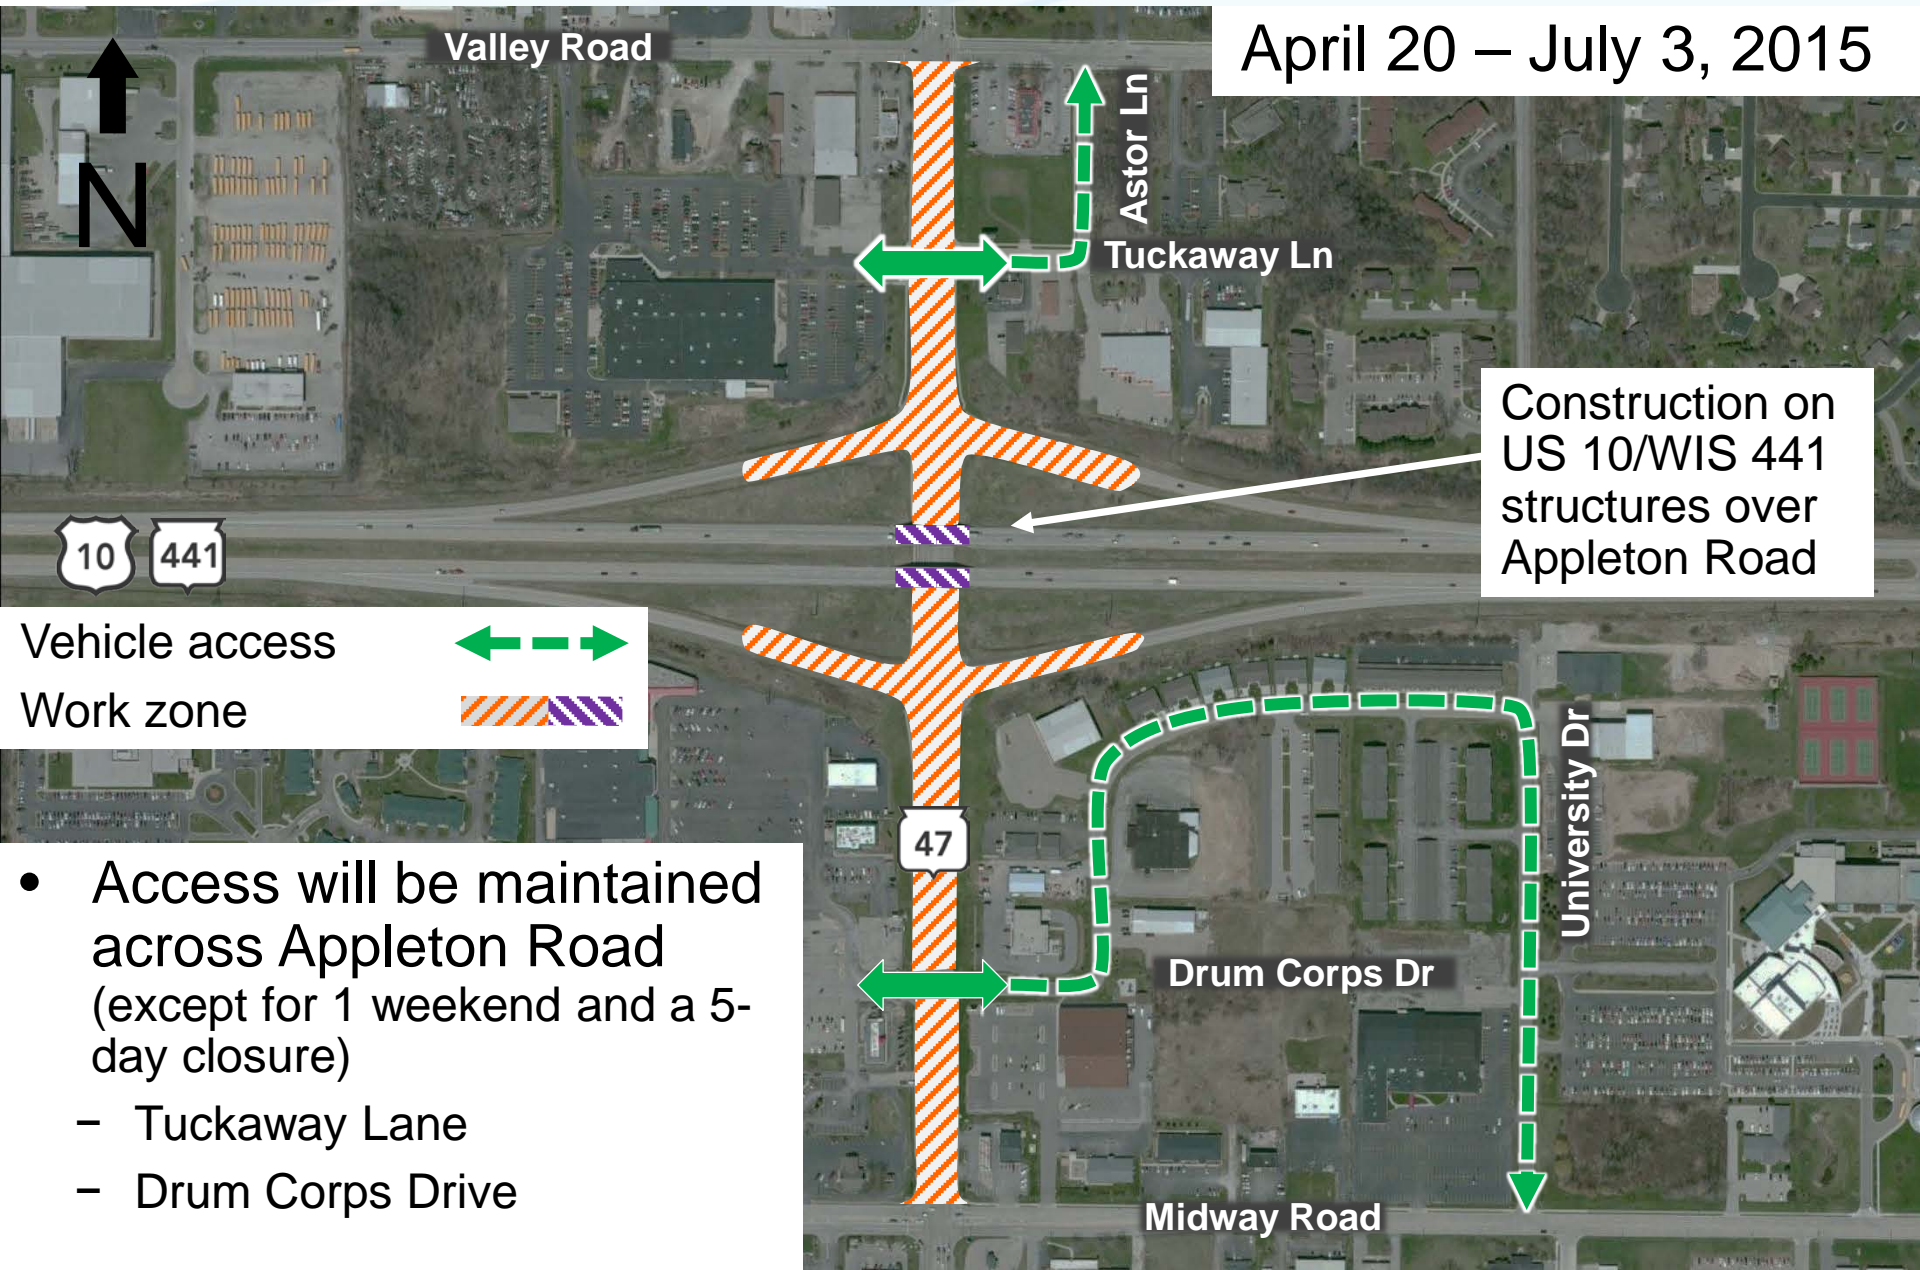 April 20 – July 3, 2015
Valley Road
N
Astor Ln
Tuckaway Ln
Construction on
US 10/WIS 441
structures over
Appleton Road
10
441
Vehicle access
Work zone
University Dr
47
• Access will be maintained
across Appleton Road
(except for 1 weekend and a 5-
day closure)
– Tuckaway Lane
– Drum Corps Drive
Drum Corps Dr
Midway Road